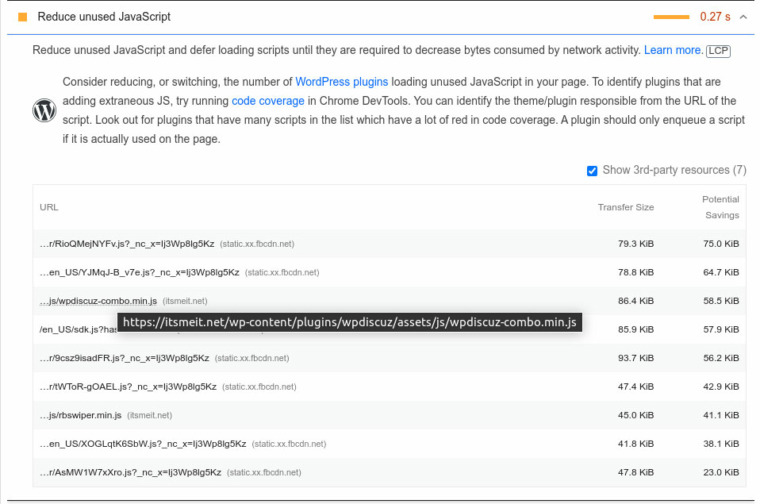 Reduce unused JavaScript 0.27 s
Reduce unused JavaScript and defer loading scripts until they are required to decrease bytes consumed by network activity. Learn more. LCP
Consider reducing, or switching, the number of WordPress plugins loading unused JavaScript in your page. To identify plugins that are
adding extraneous JS, try running code coverage in Chrome DevTools. You can identify the theme/plugin responsible from the URL of the
script. Look out for plugins that have many scripts in the list which have a lot of red in code coverage. A plugin should only enqueue a script
if it is actually used on the page.
Show 3rd-party resources (7)
URL Transfer Size Potential Savings
…r/RioQMejNYFv.js?_nc_x=Ij3Wp8lg5Kz (static.xx.fbcdn.net) 79.3 KiB 75.0 KiB
…en_US/YJMqJ-B_v7e.js?_nc_x=Ij3Wp8lg5Kz (static.xx.fbcdn.net) 78.8 KiB 64.7 KiB
…js/wpdiscuz-combo.min.js (itsmeit.net) 86.4 KiB 58.5 KiB
https://itsmeit.net/wp-content/plugins/wpdiscuz/assets/js/wpdiscuz-combo.min.js
/en_US/sdk.js?has 85.9 KiB 57.9 KiB
…r/9csz9isadFR.js?_nc_x=Ij3Wp8lg5Kz (static.xx.fbcdn.net) 93.7 KiB 56.2 KiB
…r/tWToR-gOAEL.js?_nc_x=Ij3Wp8lg5Kz (static.xx.fbcdn.net) 47.4 KiB 42.9 KiB
…js/rbswiper.min.js (itsmeit.net) 45.0 KiB 41.1 KiB
…en_US/XOGLqtK6SbW.js?_nc_x=Ij3Wp8lg5Kz (static.xx.fbcdn.net) 41.8 KiB 38.1 KiB
…r/AsMW1W7xXro.js?_nc_x=Ij3Wp8lg5Kz (static.xx.fbcdn.net) 47.8 KiB 23.0 KiB